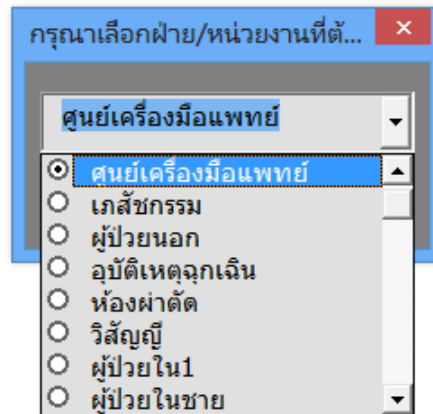 กรุณาเลือกฝ่าย/หน่วยงานที่ต้...
ศูนย์เครื่องมือแพทย์
ศูนย์เครื่องมือแพทย์
เภสัชกรรม
ผู้ป่วยนอก
อุบัติเหตุฉุกเฉิน
ห้องผ่าตัด
วิสัญญี
ผู้ป่วยใน1
ผู้ป่วยในชาย